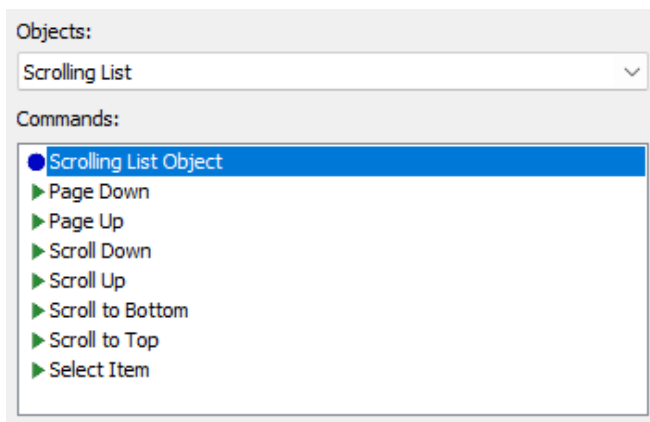 Objects:
Scrolling List
Commands:
Scrolling List Object
Page Down
Page Up
Scroll Down
Scroll Up
Scroll to Bottom
Scroll to Top
Select Item